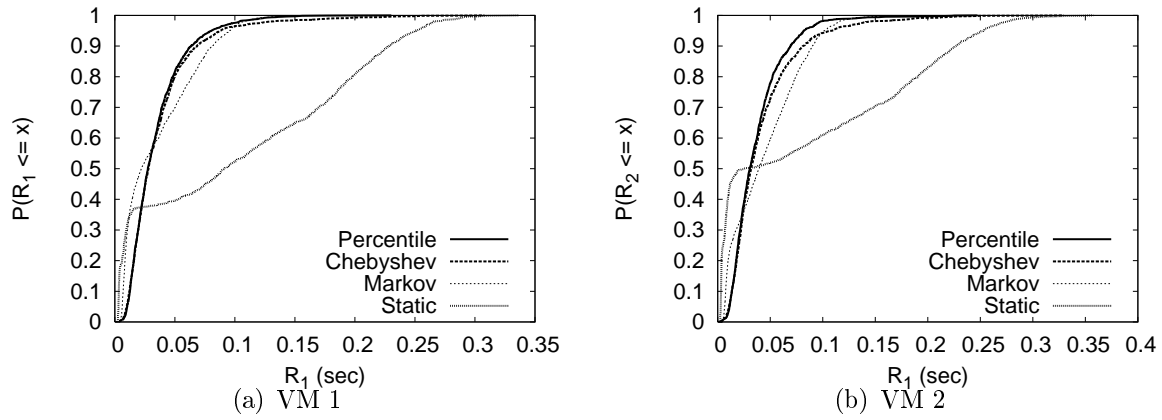 P(R1 <= x)
1
0.9
0.8
0.7
0.6
0.5
0.4
0.3
0.2
0.1
0
Percentile
Chebyshev
Markov
Static
0 0.05 0.1 0.15 0.2 0.25 0.3 0.35
R1 (sec)
(a) VM 1
P(R2 <= x)
1
0.9
0.8
0.7
0.6
0.5
0.4
0.3
0.2
0.1
0
Percentile
Chebyshev
Markov
Static
0 0.05 0.1 0.15 0.2 0.25 0.3 0.35 0.4
R1 (sec)
(b) VM 2